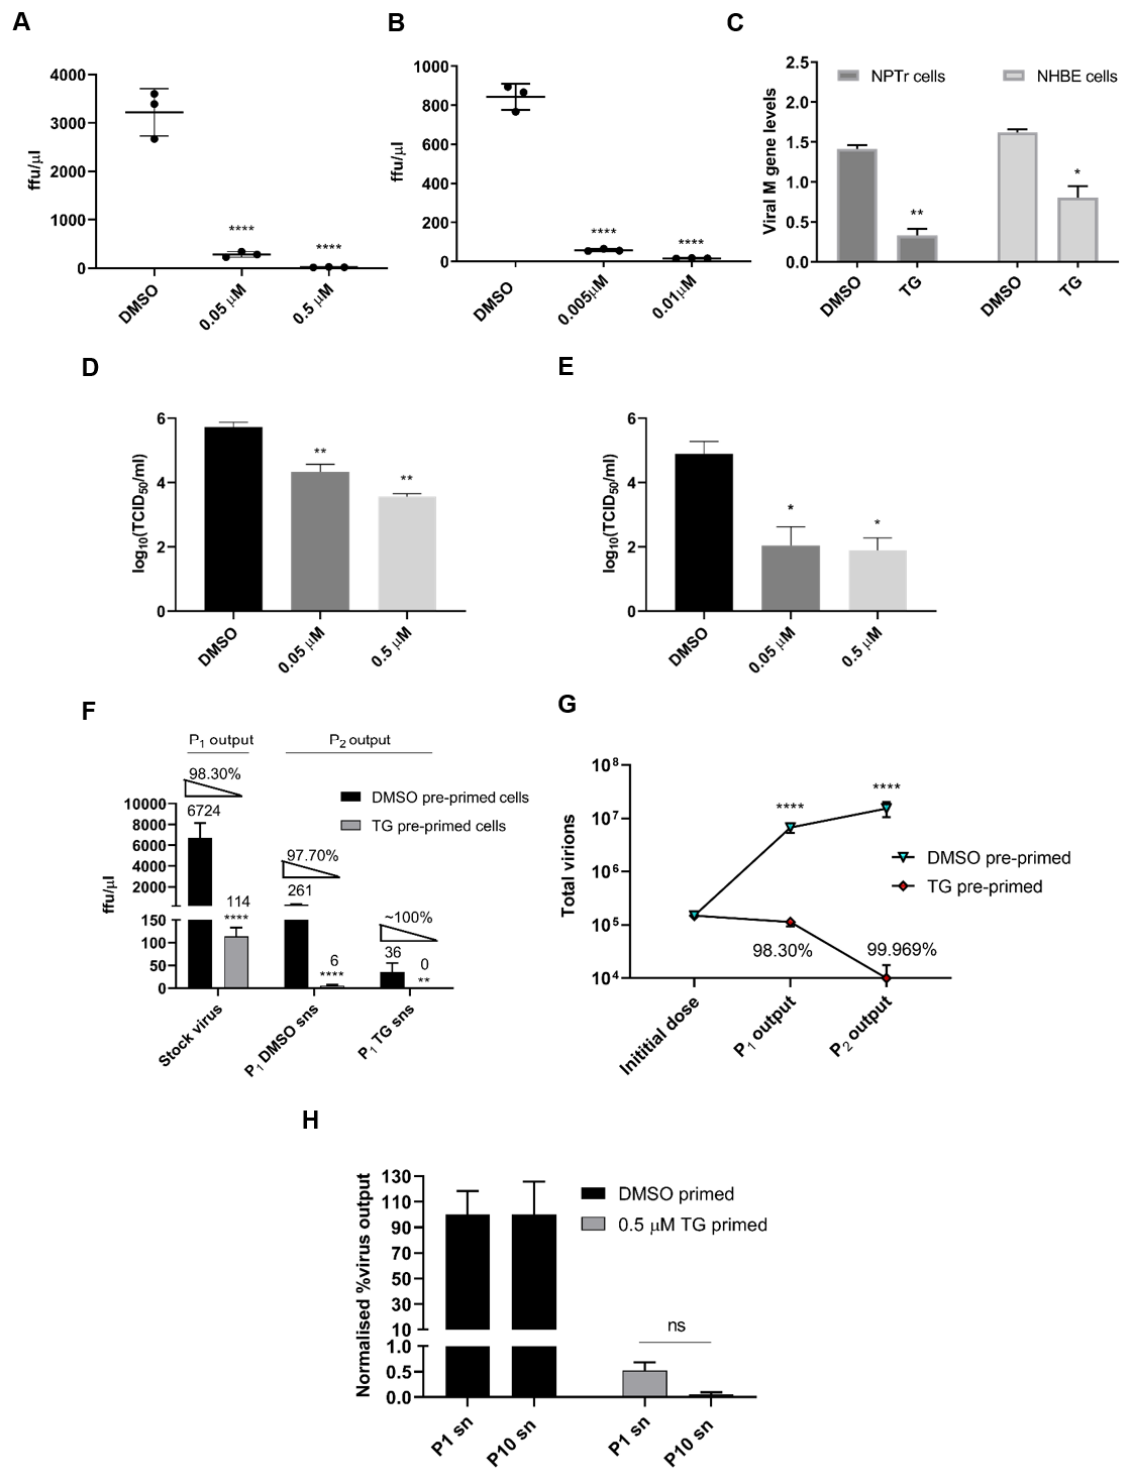 A
ffu/µl
4000
3000
2000
1000
0
****
****
DMSO
0.05 µM
0.5 µM
B
ffu/µl
1000
800
600
400
200
0
****
****
DMSO
0.005µM
0.01µM
C
Viral M gene levels
2.5
2.0
1.5
1.0
0.5
0.0
NPTr cells
NHBE cells
**
*
DMSO
TG
DMSO
TG
D
log10(TCID50/ml)
6
4
2
0
**
**
DMSO
0.05 µM
0.5 µM
E
log10(TCID50/ml)
6
4
2
0
*
*
DMSO
0.05 µM
0.5 µM
F
P1 output
P2 output
98.30%
DMSO pre-primed cells
TG pre-primed cells
ffu/µl
10000
8000
6000
4000
2000
150
100
50
0
6724
114
****
97.70%
261
6
****
~100%
36
0
**
Stock virus
P1 DMSO sns
P1 TG sns
G
Total virions
10^8
10^7
10^6
10^5
10^4
****
****
DMSO pre-primed
TG pre-primed
98.30%
99.969%
Inititial dose
P1 output
P2 output
H
Normalised %virus output
130
110
90
70
50
30
10
1.0
0.5
0.0
DMSO primed
0.5 µM TG primed
ns
P1 sn
P10 sn
P1 sn
P10 sn